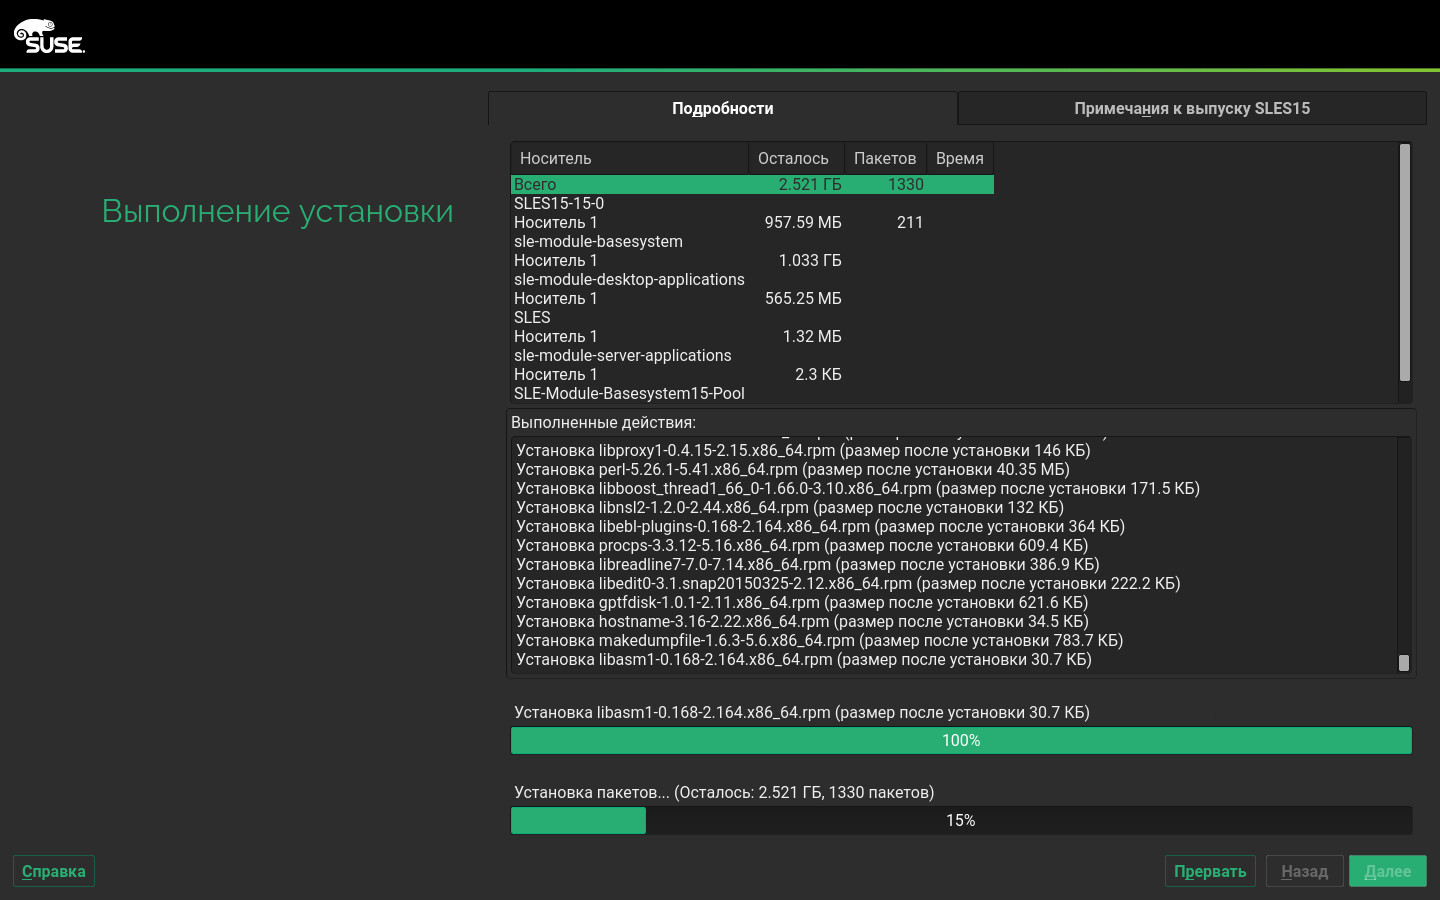 SUSE
Подробности
Примечания к выпуску SLES15
Выполнение установки
Носитель Осталось Пакетов Время
Всего 2.521 ГБ 1330
SLES15-15-0
Носитель 1 957.59 МБ 211
sle-module-basesystem
Носитель 1 1.033 ГБ
sle-module-desktop-applications
Носитель 1 565.25 МБ
SLES
Носитель 1 1.32 МБ
sle-module-server-applications
Носитель 1 2.3 КБ
SLE-Module-Basesystem15-Pool
Выполненные действия:
Установка libproxy1-0.4.15-2.15.x86_64.rpm (размер после установки 146 КБ)
Установка perl-5.26.1-5.41.x86_64.rpm (размер после установки 40.35 МБ)
Установка libboost_thread1_66_0-1.66.0-3.10.x86_64.rpm (размер после установки 171.5 КБ)
Установка libnsl2-1.2.0-2.44.x86_64.rpm (размер после установки 132 КБ)
Установка libebl-plugins-0.168-2.164.x86_64.rpm (размер после установки 364 КБ)
Установка procps-3.3.12-5.16.x86_64.rpm (размер после установки 609.4 КБ)
Установка libreadline7-7.0-7.14.x86_64.rpm (размер после установки 386.9 КБ)
Установка libedit0-3.1.snap20150325-2.12.x86_64.rpm (размер после установки 222.2 КБ)
Установка gptfdisk-1.0.1-2.11.x86_64.rpm (размер после установки 621.6 КБ)
Установка hostname-3.16-2.22.x86_64.rpm (размер после установки 34.5 КБ)
Установка makedumpfile-1.6.3-5.6.x86_64.rpm (размер после установки 783.7 КБ)
Установка libasm1-0.168-2.164.x86_64.rpm (размер после установки 30.7 КБ)
Установка libasm1-0.168-2.164.x86_64.rpm (размер после установки 30.7 КБ)
100%
Установка пакетов... (Осталось: 2.521 ГБ, 1330 пакетов)
15%
Справка Прервать Назад Далее